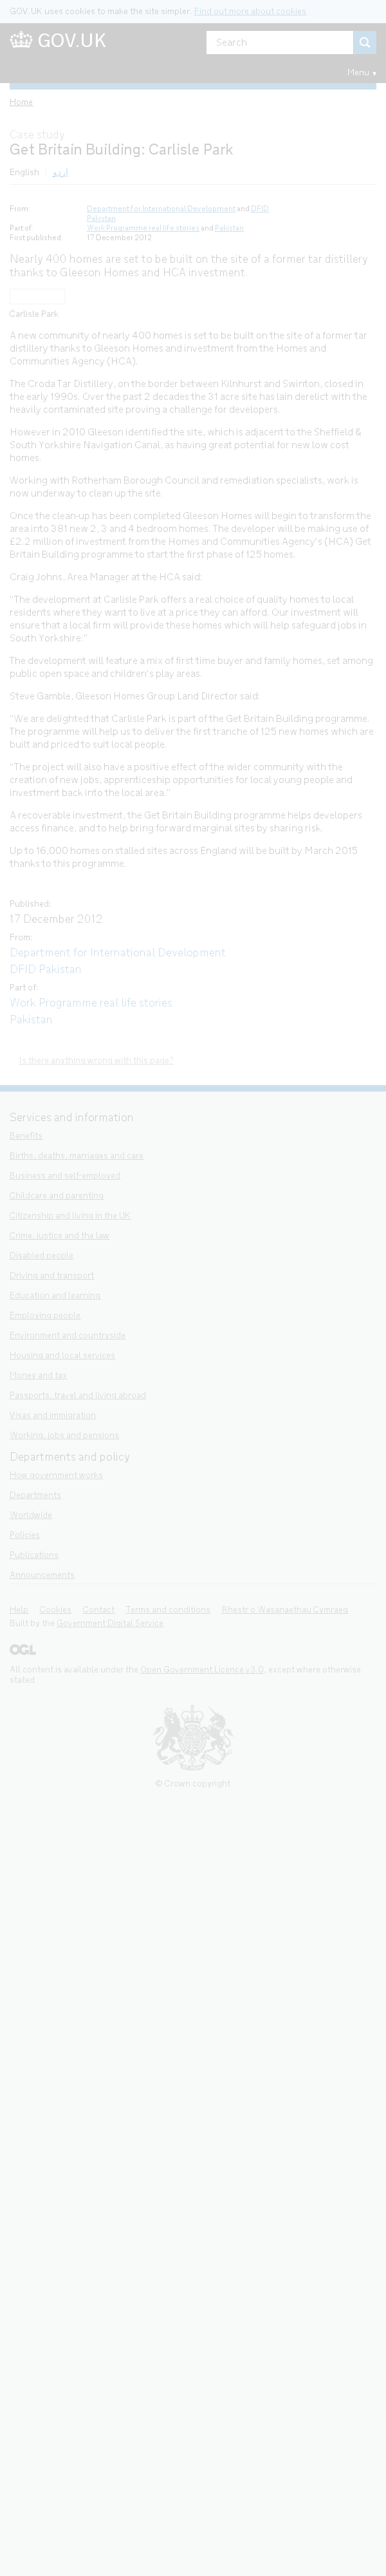 GOV.UK uses cookies to make the site simpler. Find out more about cookies
GOV.UK
Search
Menu ▾
Home
Case study
Get Britain Building: Carlisle Park
English
اردو
From: Department for International Development and DFID
Pakistan
Part of: Work Programme real life stories and Pakistan
First published: 17 December 2012
Nearly 400 homes are set to be built on the site of a former tar distillery
thanks to Gleeson Homes and HCA investment.
Carlisle Park
A new community of nearly 400 homes is set to be built on the site of a former tar
distillery thanks to Gleeson Homes and investment from the Homes and
Communities Agency (HCA).
The Croda Tar Distillery, on the border between Kilnhurst and Swinton, closed in
the early 1990s. Over the past 2 decades the 31 acre site has lain derelict with the
heavily contaminated site proving a challenge for developers.
However in 2010 Gleeson identified the site, which is adjacent to the Sheffield &
South Yorkshire Navigation Canal, as having great potential for new low cost
homes.
Working with Rotherham Borough Council and remediation specialists, work is
now underway to clean up the site.
Once the clean-up has been completed Gleeson Homes will begin to transform the
area into 381 new 2, 3 and 4 bedroom homes. The developer will be making use of
£2.2 million of investment from the Homes and Communities Agency's (HCA) Get
Britain Building programme to start the first phase of 125 homes.
Craig Johns, Area Manager at the HCA said:
"The development at Carlisle Park offers a real choice of quality homes to local
residents where they want to live at a price they can afford. Our investment will
ensure that a local firm will provide these homes which will help safeguard jobs in
South Yorkshire."
The development will feature a mix of first time buyer and family homes, set among
public open space and children's play areas.
Steve Gamble, Gleeson Homes Group Land Director said:
"We are delighted that Carlisle Park is part of the Get Britain Building programme.
The programme will help us to deliver the first tranche of 125 new homes which are
built and priced to suit local people.
"The project will also have a positive effect of the wider community with the
creation of new jobs, apprenticeship opportunities for local young people and
investment back into the local area."
A recoverable investment, the Get Britain Building programme helps developers
access finance, and to help bring forward marginal sites by sharing risk.
Up to 16,000 homes on stalled sites across England will be built by March 2015
thanks to this programme.
Published:
17 December 2012
From:
Department for International Development
DFID Pakistan
Part of:
Work Programme real life stories
Pakistan
Is there anything wrong with this page?
Services and information
Benefits
Births, deaths, marriages and care
Business and self-employed
Childcare and parenting
Citizenship and living in the UK
Crime, justice and the law
Disabled people
Driving and transport
Education and learning
Employing people
Environment and countryside
Housing and local services
Money and tax
Passports, travel and living abroad
Visas and immigration
Working, jobs and pensions
Departments and policy
How government works
Departments
Worldwide
Policies
Publications
Announcements
Help Cookies Contact Terms and conditions Rhestr o Wasanaethau Cymraeg
Built by the Government Digital Service
OGL
All content is available under the Open Government Licence v3.0, except where otherwise
stated
© Crown copyright